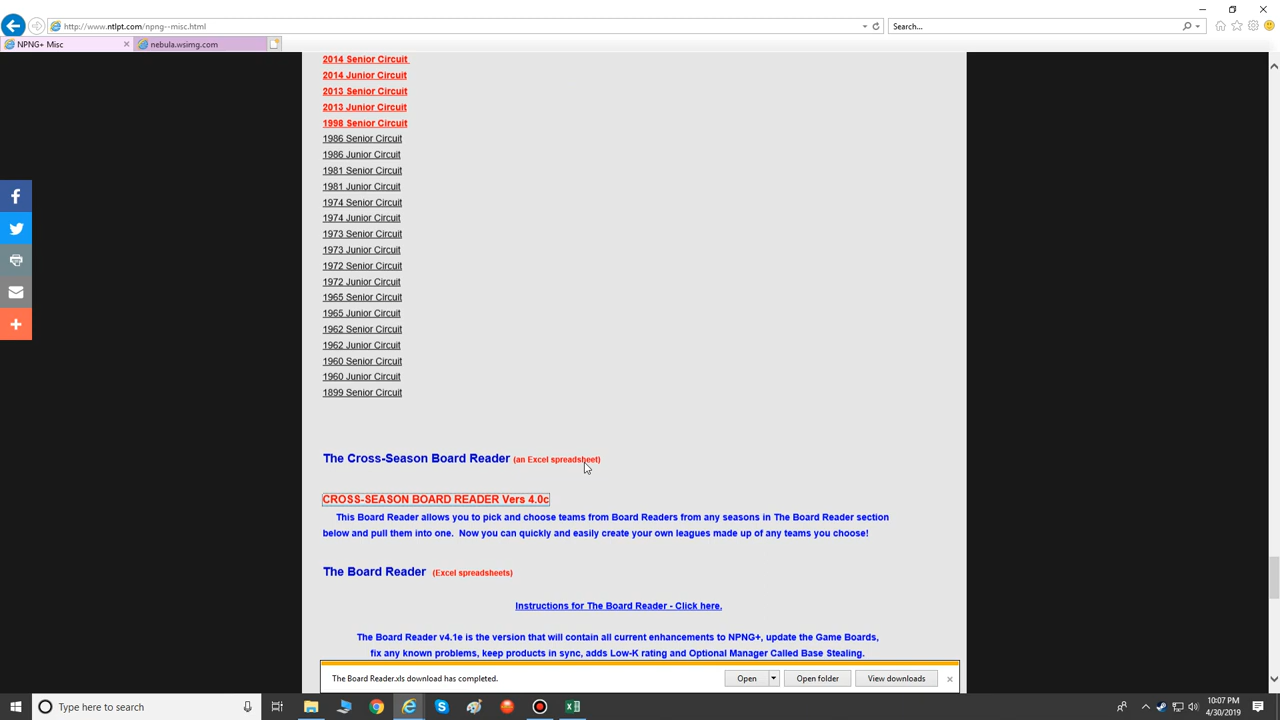 http://www.ntlpt.com/npng--misc.html
Search...
NPNG+ Misc
nebula.wsimg.com
2014 Senior Circuit
2014 Junior Circuit
2013 Senior Circuit
2013 Junior Circuit
1998 Senior Circuit
1986 Senior Circuit
1986 Junior Circuit
1981 Senior Circuit
1981 Junior Circuit
1974 Senior Circuit
1974 Junior Circuit
1973 Senior Circuit
1973 Junior Circuit
1972 Senior Circuit
1972 Junior Circuit
1965 Senior Circuit
1965 Junior Circuit
1962 Senior Circuit
1962 Junior Circuit
1960 Senior Circuit
1960 Junior Circuit
1899 Senior Circuit
The Cross-Season Board Reader (an Excel spreadsheet)
CROSS-SEASON BOARD READER Vers 4.0c
This Board Reader allows you to pick and choose teams from Board Readers from any seasons in The Board Reader section
below and pull them into one. Now you can quickly and easily create your own leagues made up of any teams you choose!
The Board Reader (Excel spreadsheets)
Instructions for The Board Reader - Click here.
The Board Reader v4.1e is the version that will contain all current enhancements to NPNG+, update the Game Boards,
fix any known problems, keep products in sync, adds Low-K rating and Optional Manager Called Base Stealing.
The Board Reader.xls download has completed.
Open
Open folder
View downloads
Type here to search
10:07 PM
4/30/2019